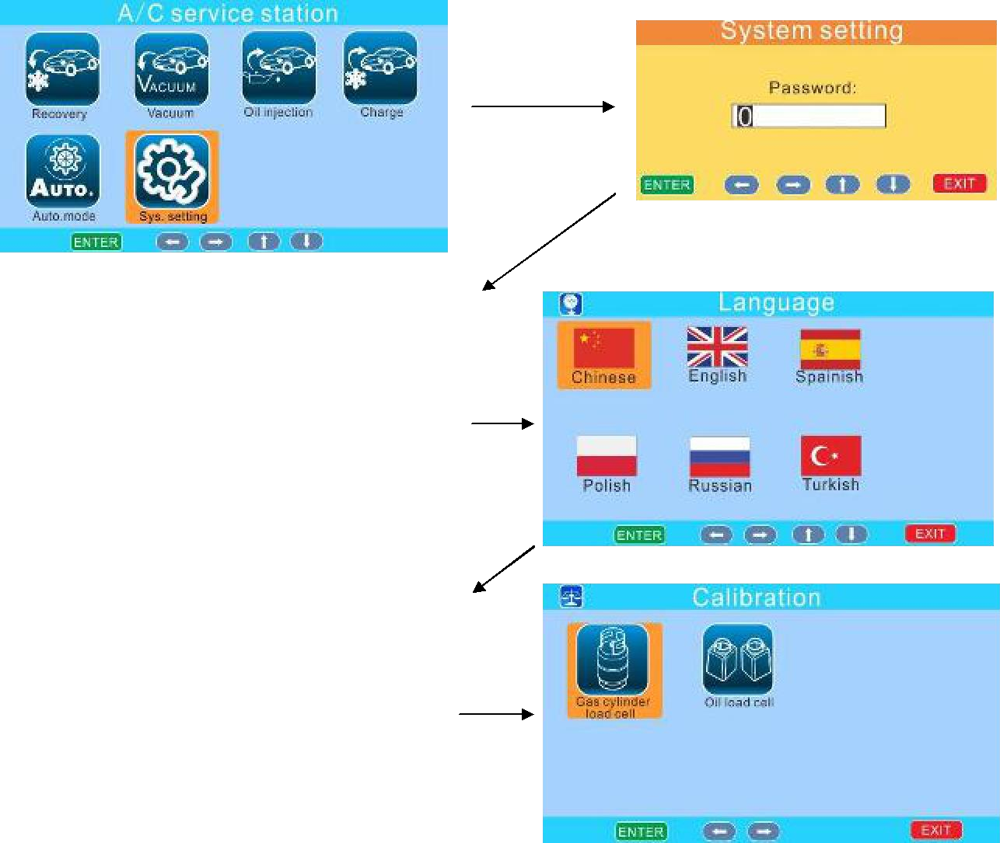 A/C service station
Recovery
Vacuum
Vacuum
Oil injection
Charge
Auto.
Auto.mode
Sys. setting
ENTER
System setting
Password:
0
ENTER
EXIT
Language
Chinese
English
Spainish
Polish
Russian
Turkish
ENTER
EXIT
Calibration
Gas cylinder
load cell
Oil load cell
ENTER
EXIT